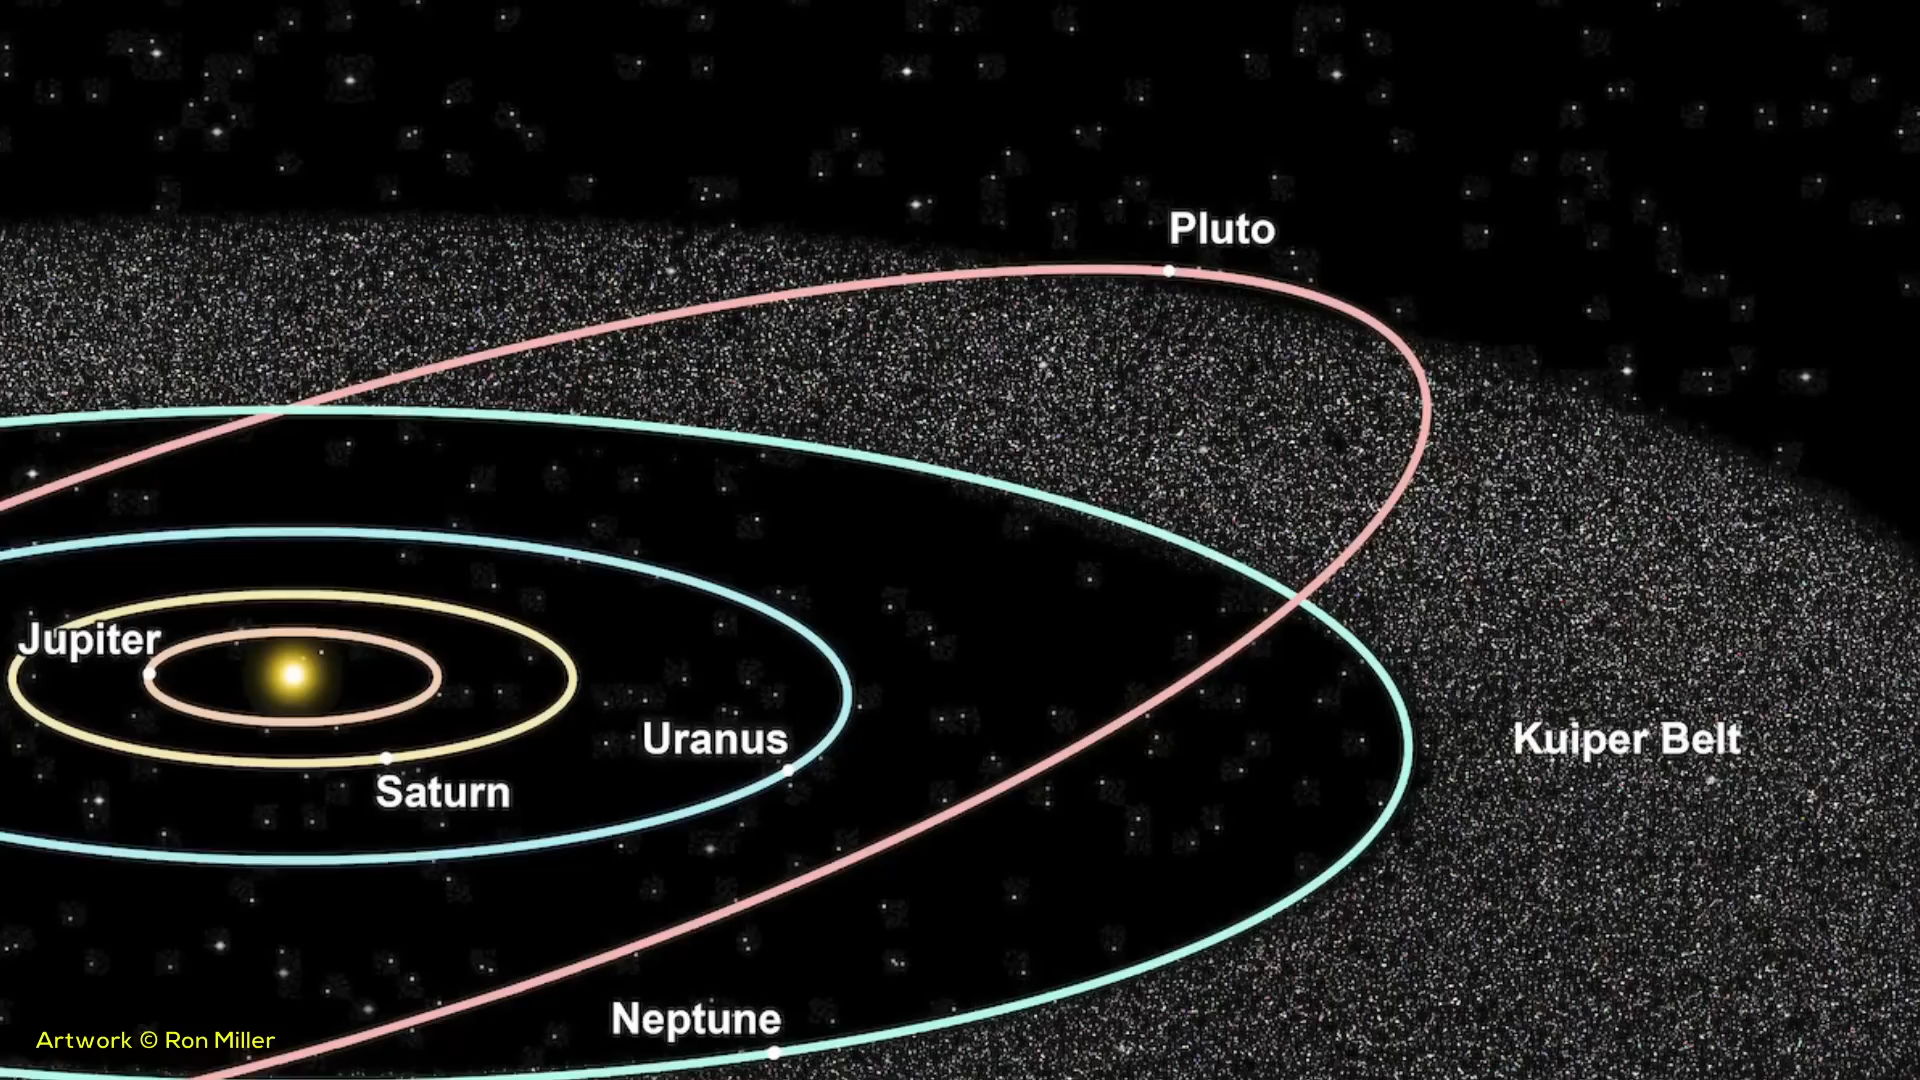 Pluto
Jupiter
Uranus
Kuiper Belt
Saturn
Neptune
Artwork © Ron Miller